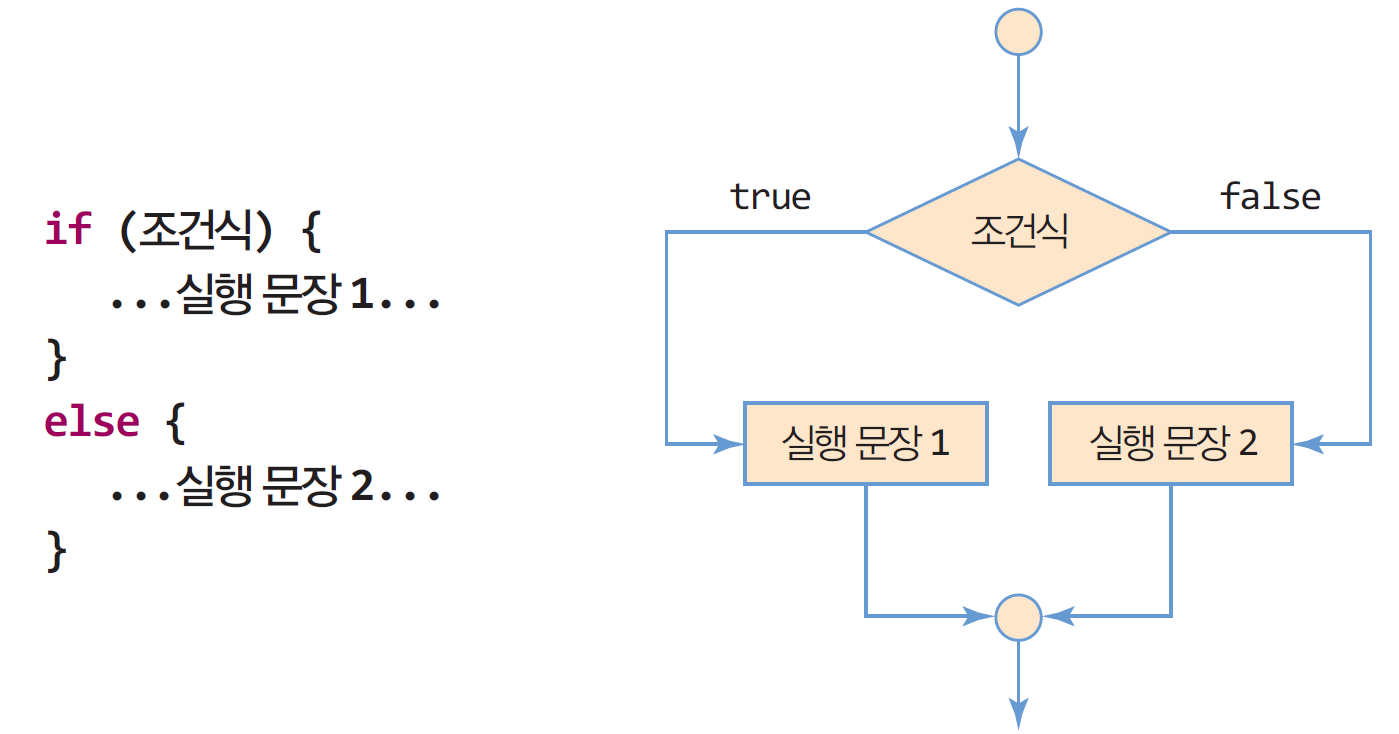 if (조건식) {
...실행 문장 1...
}
else {
...실행 문장 2...
}
true
false
조건식
실행 문장 1
실행 문장 2